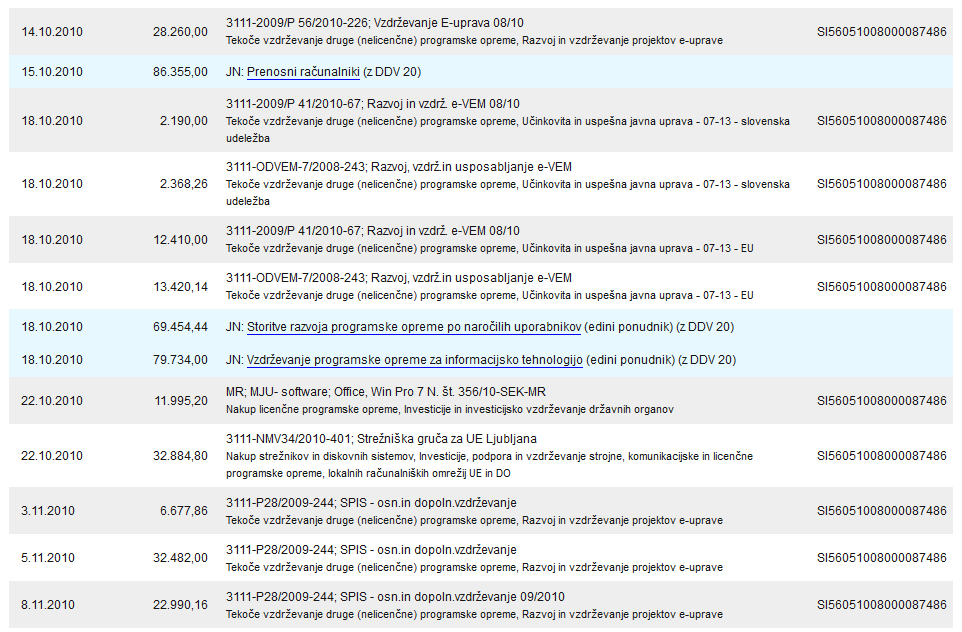 14.10.2010 28.260,00 3111-2009/P 56/2010-226; Vzdrževanje E-uprava 08/10 SI56051008000087486
Tekoče vzdrževanje druge (nelicenčne) programske opreme, Razvoj in vzdrževanje projektov e-uprave
15.10.2010 86.355,00 JN: Prenosni računalniki (z DDV 20)
18.10.2010 2.190,00 3111-2009/P 41/2010-67; Razvoj in vzdrž. e-VEM 08/10 SI56051008000087486
Tekoče vzdrževanje druge (nelicenčne) programske opreme, Učinkovita in uspešna javna uprava - 07-13 - slovenska
udeležba
18.10.2010 2.368,26 3111-ODVEM-7/2008-243; Razvoj, vzdrž.in usposabljanje e-VEM SI56051008000087486
Tekoče vzdrževanje druge (nelicenčne) programske opreme, Učinkovita in uspešna javna uprava - 07-13 - slovenska
udeležba
18.10.2010 12.410,00 3111-2009/P 41/2010-67; Razvoj in vzdrž. e-VEM 08/10 SI56051008000087486
Tekoče vzdrževanje druge (nelicenčne) programske opreme, Učinkovita in uspešna javna uprava - 07-13 - EU
18.10.2010 13.420,14 3111-ODVEM-7/2008-243; Razvoj, vzdrž.in usposabljanje e-VEM SI56051008000087486
Tekoče vzdrževanje druge (nelicenčne) programske opreme, Učinkovita in uspešna javna uprava - 07-13 - EU
18.10.2010 69.454,44 JN: Storitve razvoja programske opreme po naročilih uporabnikov (edini ponudnik) (z DDV 20)
18.10.2010 79.734,00 JN: Vzdrževanje programske opreme za informacijsko tehnologijo (edini ponudnik) (z DDV 20)
22.10.2010 11.995,20 MR; MJU- software; Office, Win Pro 7 N. št. 356/10-SEK-MR SI56051008000087486
Nakup licenčne programske opreme, Investicije in investicijsko vzdrževanje državnih organov
22.10.2010 32.884,80 3111-NMV34/2010-401; Strežniška gruča za UE Ljubljana SI56051008000087486
Nakup strežnikov in diskovnih sistemov, Investicije, podpora in vzdrževanje strojne, komunikacijske in licenčne
programske opreme, lokalnih računalniških omrežij UE in DO
3.11.2010 6.677,86 3111-P28/2009-244; SPIS - osn.in dopoln.vzdrževanje SI56051008000087486
Tekoče vzdrževanje druge (nelicenčne) programske opreme, Razvoj in vzdrževanje projektov e-uprave
5.11.2010 32.482,00 3111-P28/2009-244; SPIS - osn.in dopoln.vzdrževanje SI56051008000087486
Tekoče vzdrževanje druge (nelicenčne) programske opreme, Razvoj in vzdrževanje projektov e-uprave
8.11.2010 22.990,16 3111-P28/2009-244; SPIS - osn.in dopoln.vzdrževanje 09/2010 SI56051008000087486
Tekoče vzdrževanje druge (nelicenčne) programske opreme, Razvoj in vzdrževanje projektov e-uprave